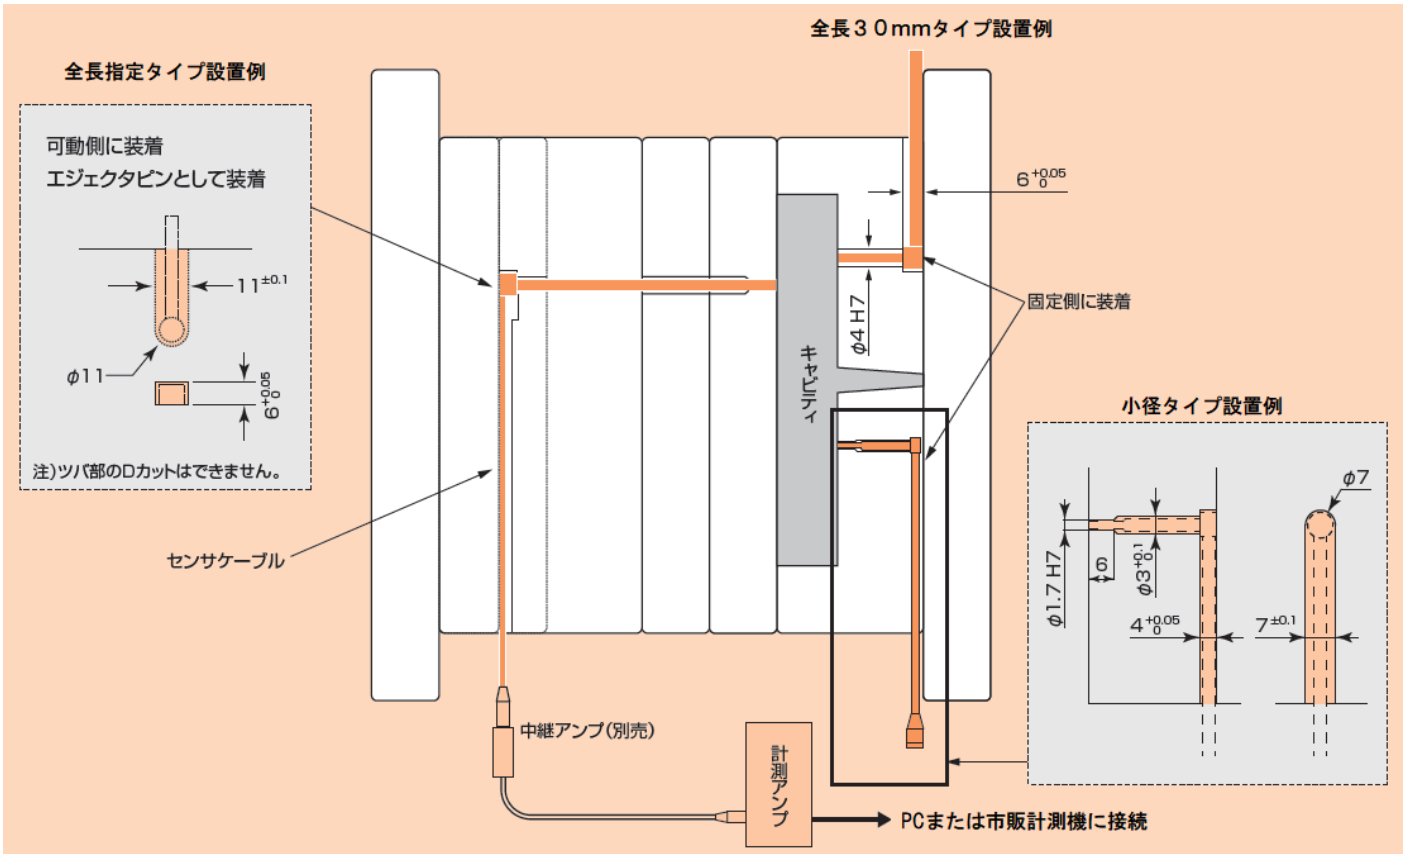 全長30mmタイプ設置例
全長指定タイプ設置例
可動側に装着
エジェクタピンとして装着
11±0.1
φ11
6+0.05 0
注)ツバ部のDカットはできません。
6+0.05 0
φ4 H7
固定側に装着
キャビティ
センサケーブル
小径タイプ設置例
φ7
φ1.7 H7
6
φ3+0.1 0
4+0.05 0
7±0.1
中継アンプ(別売)
計測アンプ
PCまたは市販計測機に接続